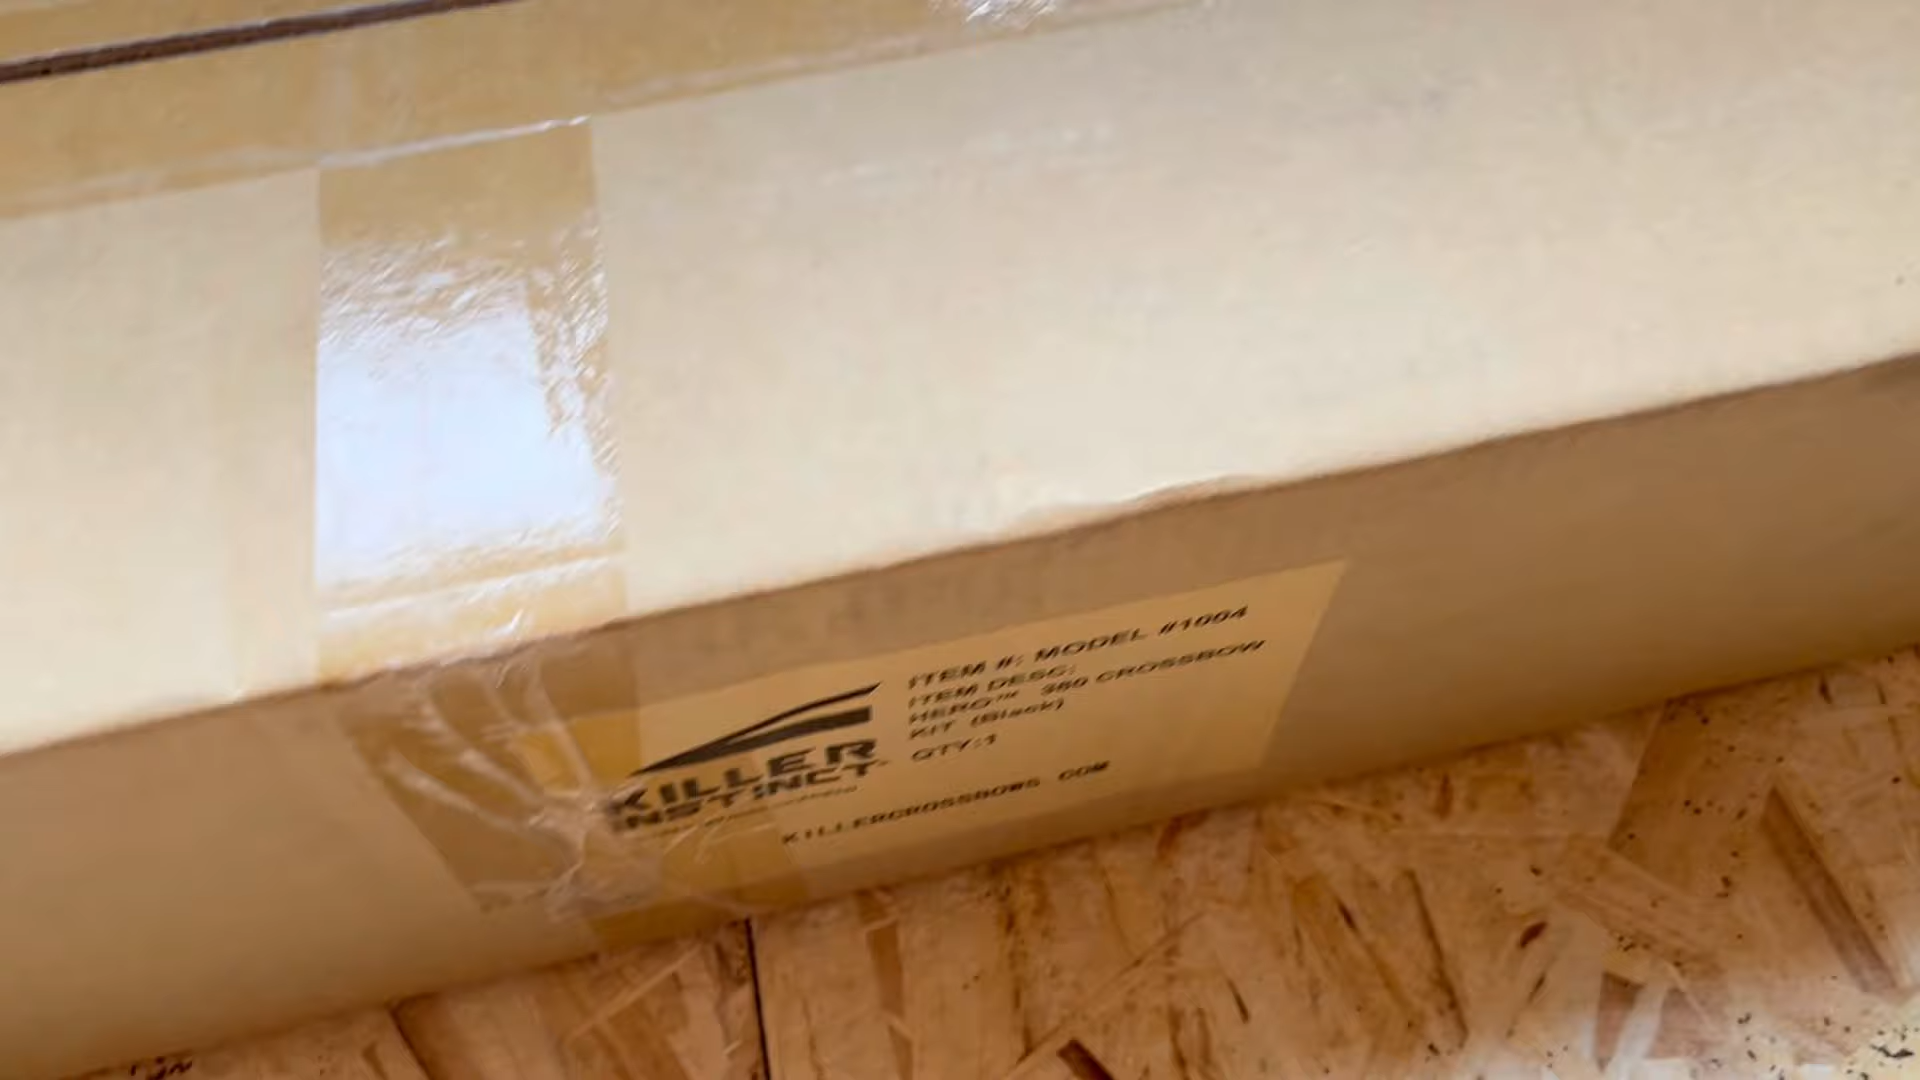 KILLER
INSTINCT
ITEM #: MODEL #1004
ITEM DESC:
HERO™ 380 CROSSBOW
KIT (Black)
QTY:1
KILLERCROSSBOWS.COM